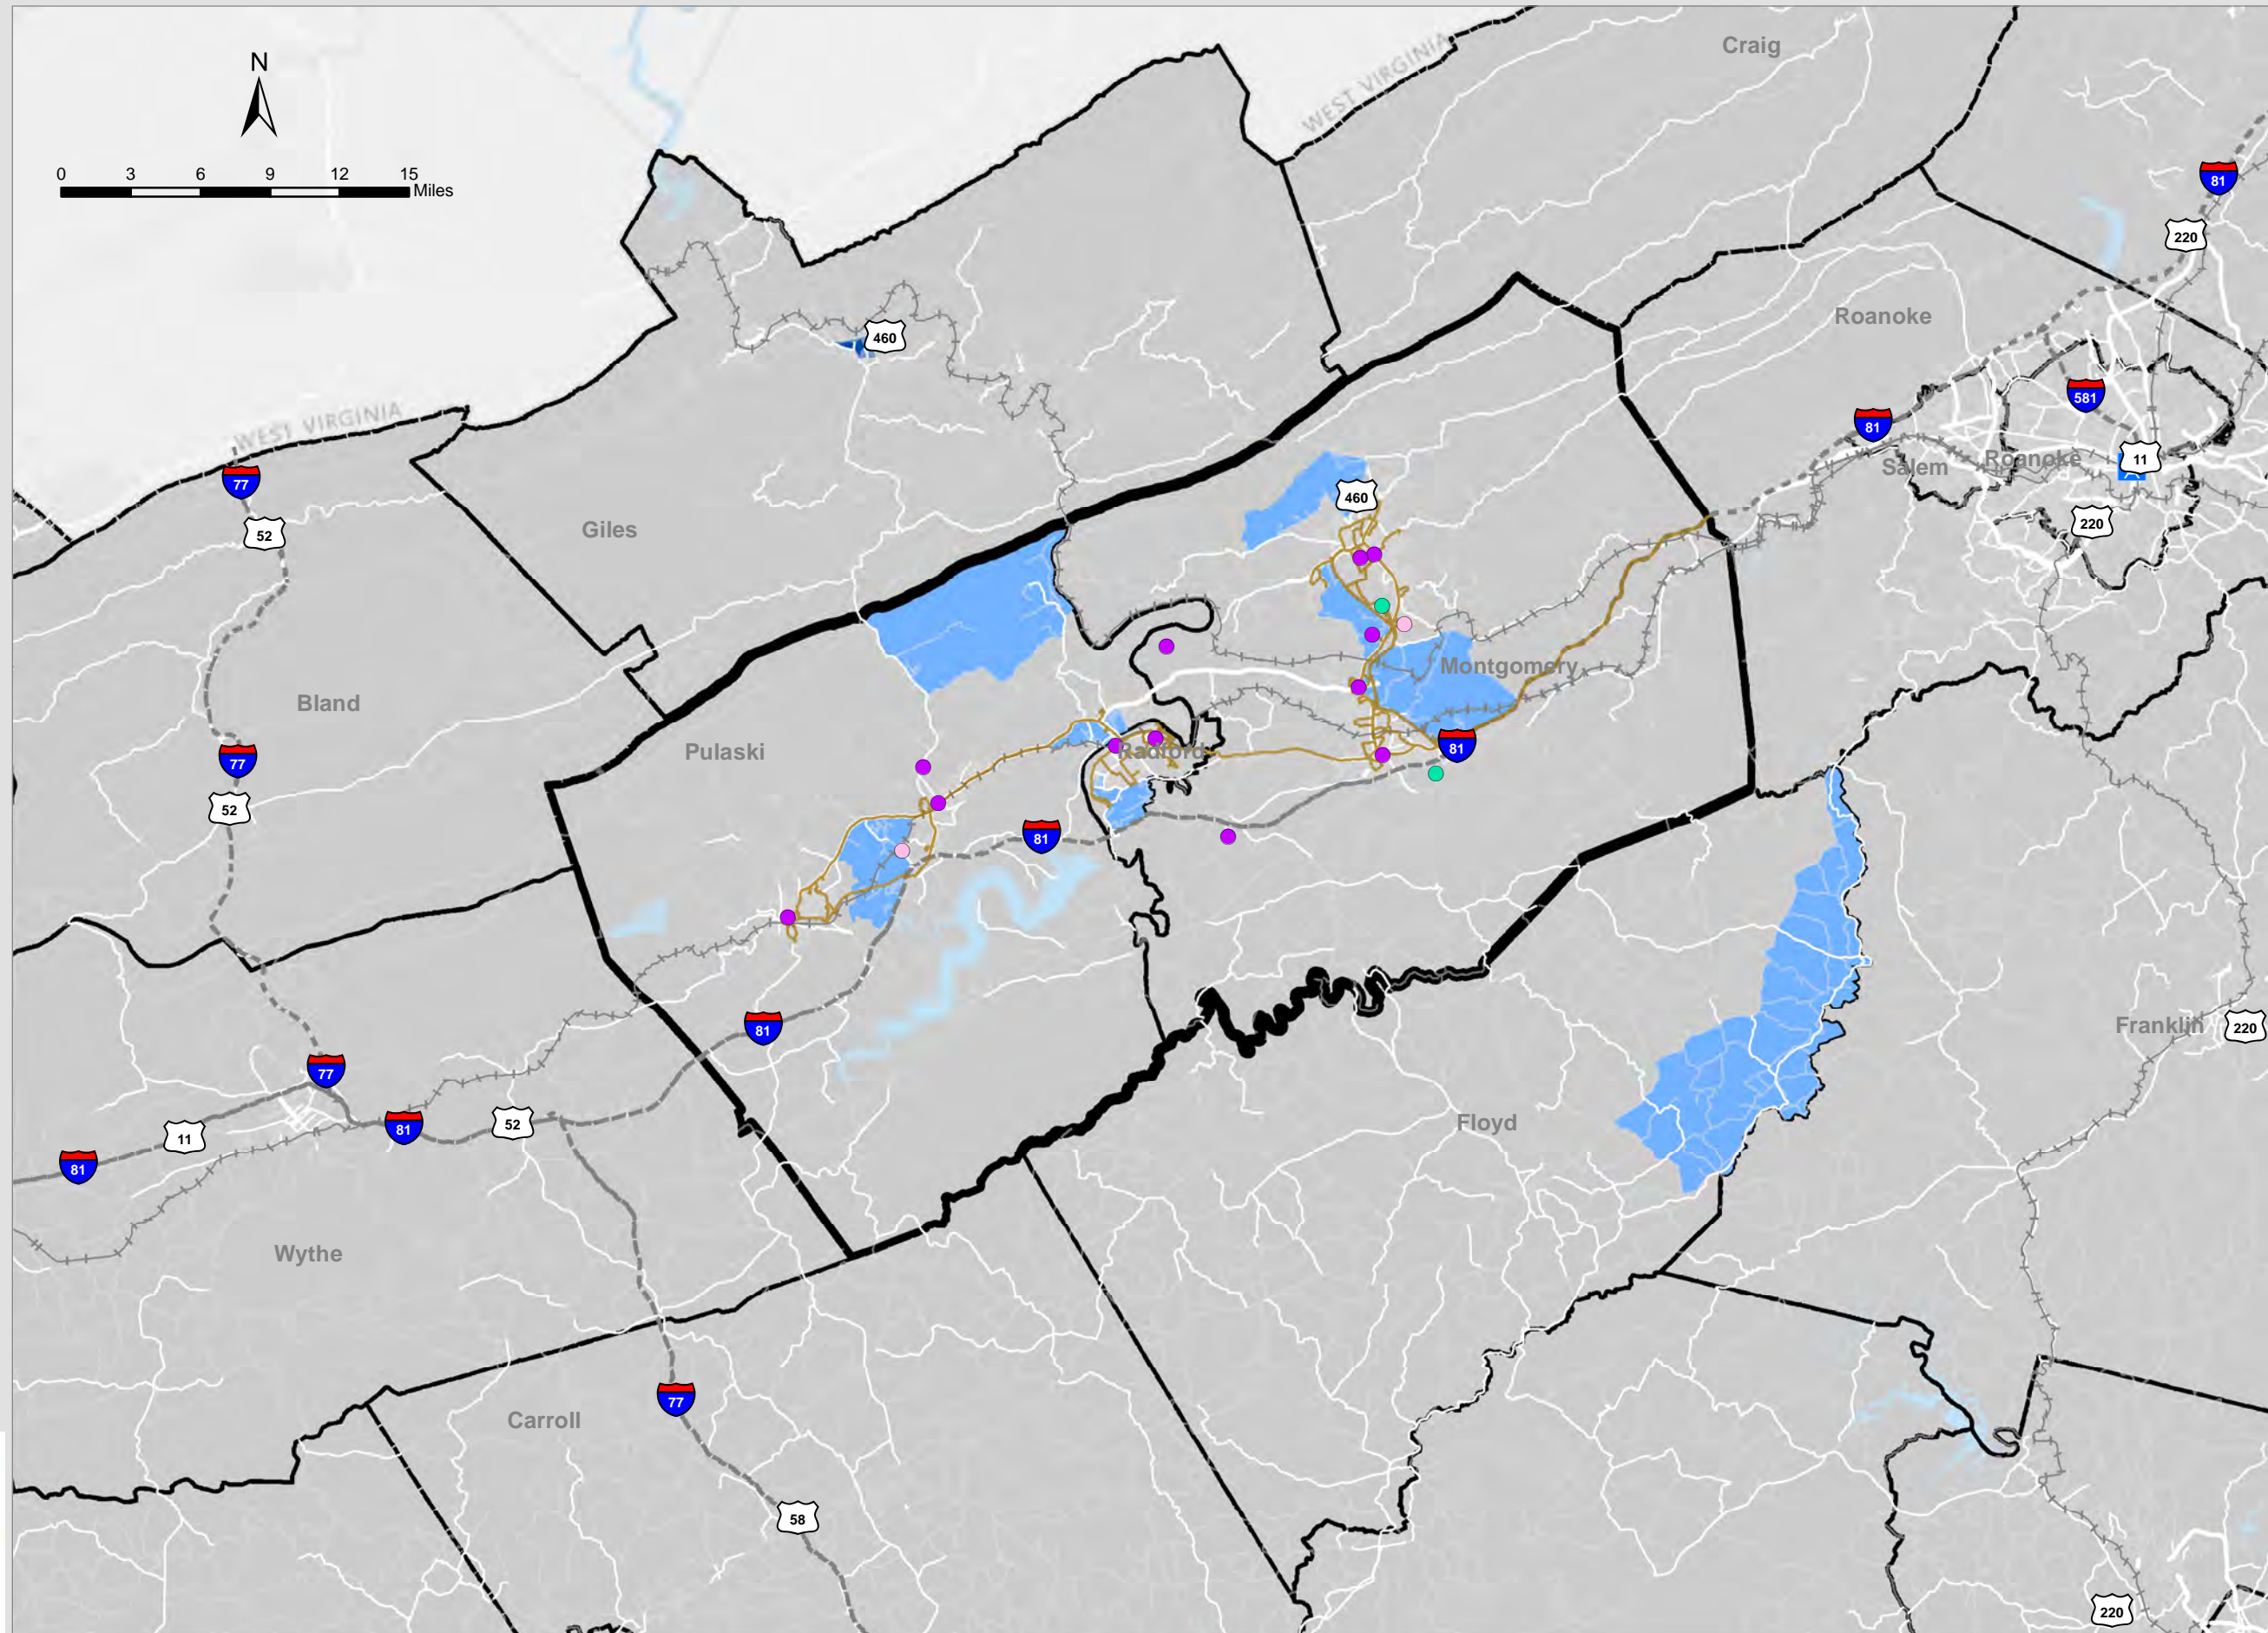 Craig
N
WEST VIRGINIA
0 3 6 9 12 15
Miles
81
220
Roanoke
460
581
WEST VIRGINIA
81
11
Salem
Roanoke
77
460
220
52
Giles
Montgomery
Bland
81
Pulaski
Radford
77
52
81
81
Franklin
220
77
Floyd
81
52
11
81
Wythe
77
Carroll
58
220